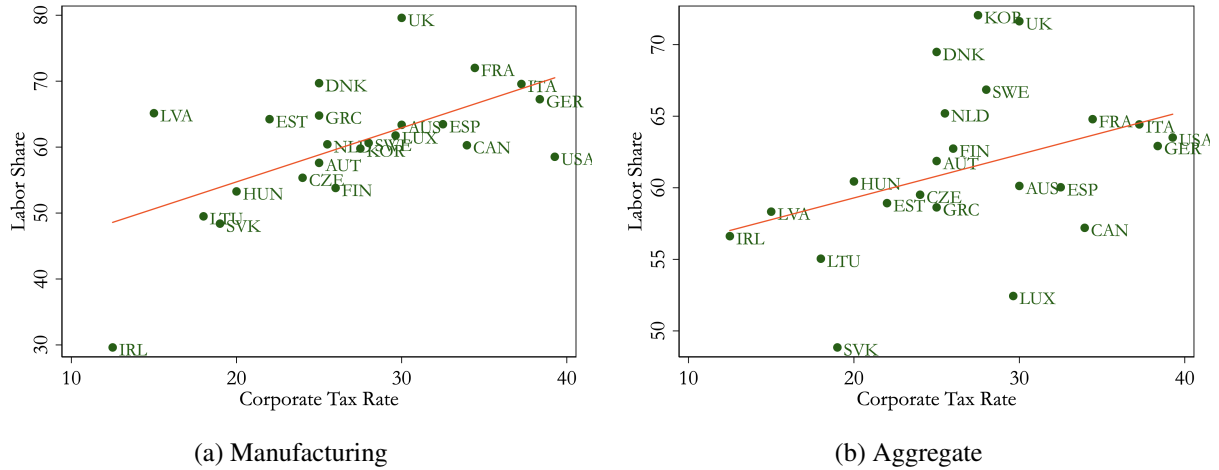 80
70
60
50
40
30
Labor Share
UK
FRA
DNK
ITA
GER
LVA
EST
GRC
AUS
ESP
LUX
NLD
SWE
KOR
CAN
USA
AUT
CZE
FIN
HUN
LTU
SVK
IRL
10
20
30
40
Corporate Tax Rate
(a) Manufacturing
70
65
60
55
50
Labor Share
KOR
UK
DNK
SWE
NLD
FRA
ITA
USA
GER
FIN
AUT
HUN
AUS
ESP
CZE
EST
GRC
LVA
CAN
IRL
LTU
LUX
SVK
10
20
30
40
Corporate Tax Rate
(b) Aggregate